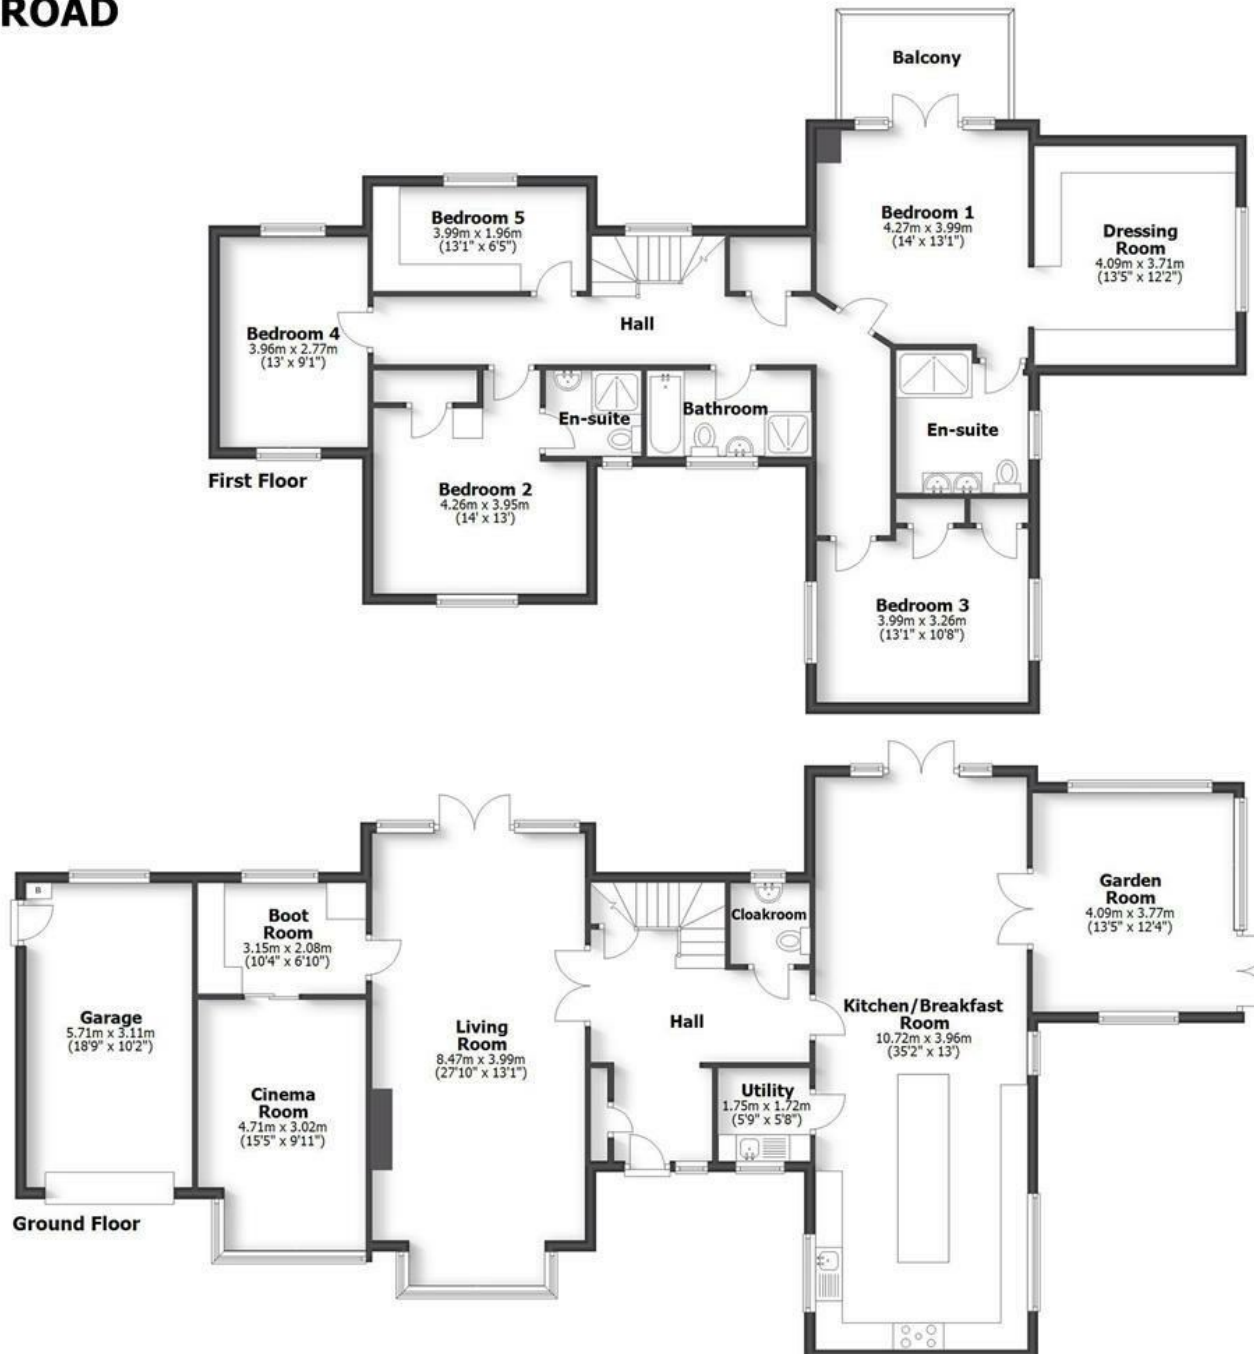 ROAD
Balcony
Bedroom 5
3.99m x 1.96m
(13'1" x 6'5")
Bedroom 1
4.27m x 3.99m
(14' x 13'1")
Dressing
Room
4.09m x 3.71m
(13'5" x 12'2")
Bedroom 4
3.96m x 2.77m
(13' x 9'1")
Hall
En-suite
Bathroom
En-suite
First Floor
Bedroom 2
4.26m x 3.95m
(14' x 13')
Bedroom 3
3.99m x 3.26m
(13'1" x 10'8")
B
Boot
Room
3.15m x 2.08m
(10'4" x 6'10")
Cloakroom
Garden
Room
4.09m x 3.77m
(13'5" x 12'4")
Garage
5.71m x 3.11m
(18'9" x 10'2")
Living
Room
8.47m x 3.99m
(27'10" x 13'1")
Hall
Kitchen/Breakfast
Room
10.72m x 3.96m
(35'2" x 13')
Cinema
Room
4.71m x 3.02m
(15'5" x 9'11")
Utility
1.75m x 1.72m
(5'9" x 5'8")
Ground Floor